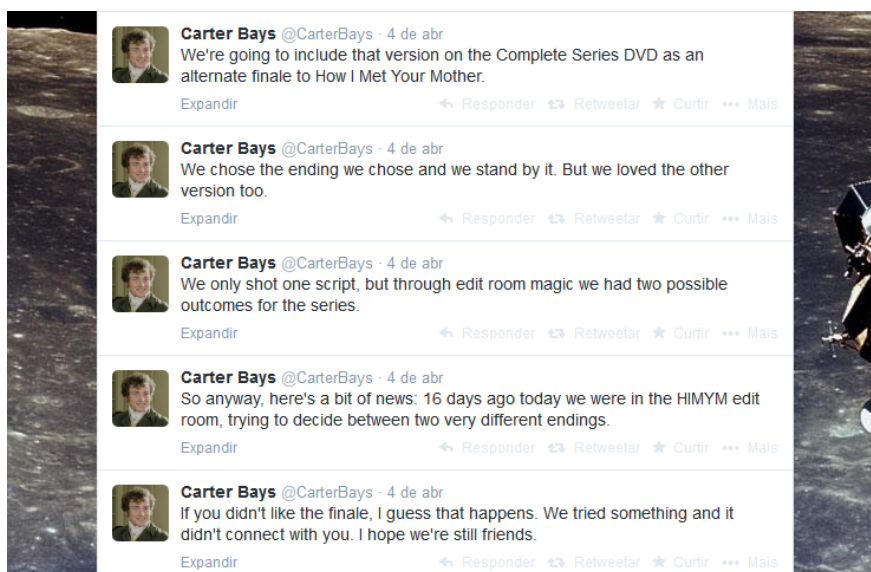 Carter Bays @CarterBays · 4 de abr
We're going to include that version on the Complete Series DVD as an
alternate finale to How I Met Your Mother.
Expandir Responder Retweetar Curtir Mais
Carter Bays @CarterBays · 4 de abr
We chose the ending we chose and we stand by it. But we loved the other
version too.
Expandir Responder Retweetar Curtir Mais
Carter Bays @CarterBays · 4 de abr
We only shot one script, but through edit room magic we had two possible
outcomes for the series.
Expandir Responder Retweetar Curtir Mais
Carter Bays @CarterBays · 4 de abr
So anyway, here's a bit of news: 16 days ago today we were in the HIMYM edit
room, trying to decide between two very different endings.
Expandir Responder Retweetar Curtir Mais
Carter Bays @CarterBays · 4 de abr
If you didn't like the finale, I guess that happens. We tried something and it
didn't connect with you. I hope we're still friends.
Expandir Responder Retweetar Curtir Mais